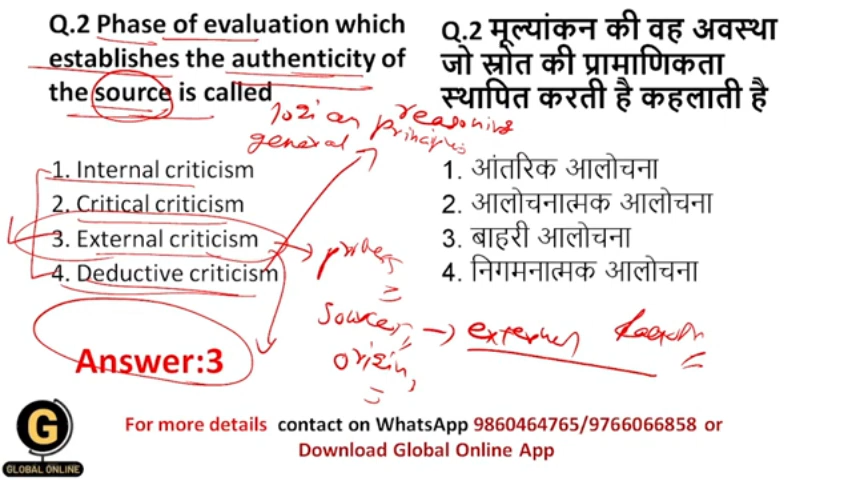 Q.2 Phase of evaluation which
establishes the authenticity of
the source is called
general principles reasoning
1. Internal criticism
2. Critical criticism
3. External criticism
4. Deductive criticism
Answer:3
sources → external
origin,
Q.2 मूल्यांकन की वह अवस्था
जो स्रोत की प्रामाणिकता
स्थापित करती है कहलाती है
1. आंतरिक आलोचना
2. आलोचनात्मक आलोचना
3. बाहरी आलोचना
4. निगमनात्मक आलोचना
G
GLOBAL ONLINE
For more details contact on WhatsApp 9860464765/9766066858 or
Download Global Online App